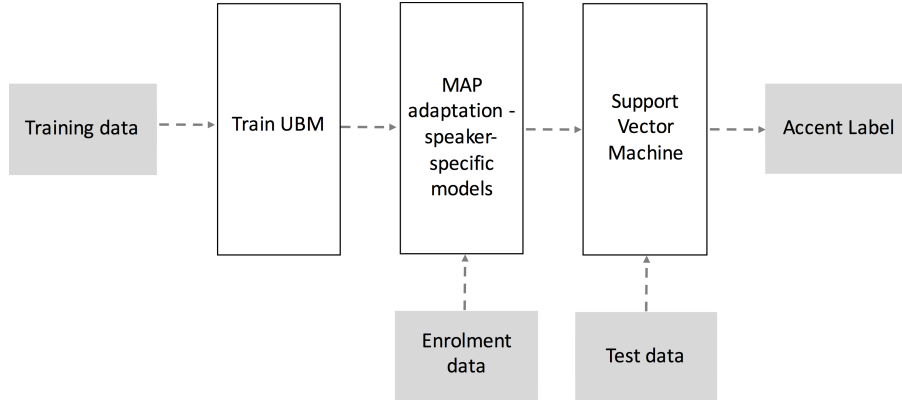 Training data
Train UBM
MAP
adaptation -
speaker-
specific
models
Support
Vector
Machine
Accent Label
Enrolment
data
Test data